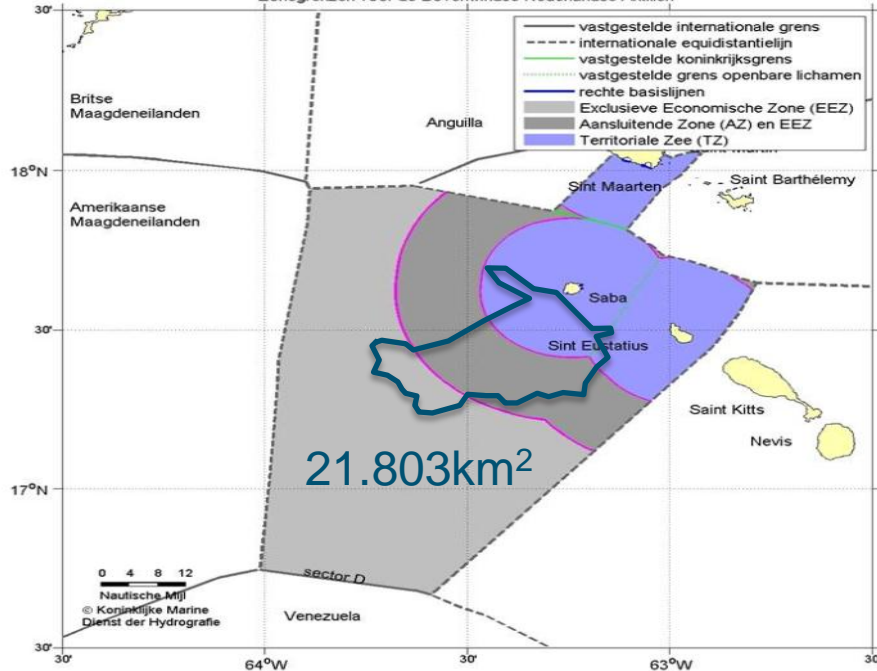 30'
vastgestelde internationale grens
internationale equidistantielijn
vastgestelde koninkrijksgrens
vastgestelde grens openbare lichamen
rechte basislijnen
Exclusieve Economische Zone (EEZ)
Aansluitende Zone (AZ) en EEZ
Territoriale Zee (TZ)
Britse
Maagdeneilanden
Anguilla
18°N
Sint Maarten
Saint Barthélemy
Amerikaanse
Maagdeneilanden
Saba
30'
Sint Eustatius
Saint Kitts
Nevis
21.803km²
17°N
sector D
0 4 8 12
Nautische Mijl
© Koninklijke Marine
Dienst der Hydrografie
Venezuela
30'
30' 64°W 30' 63°W 30'